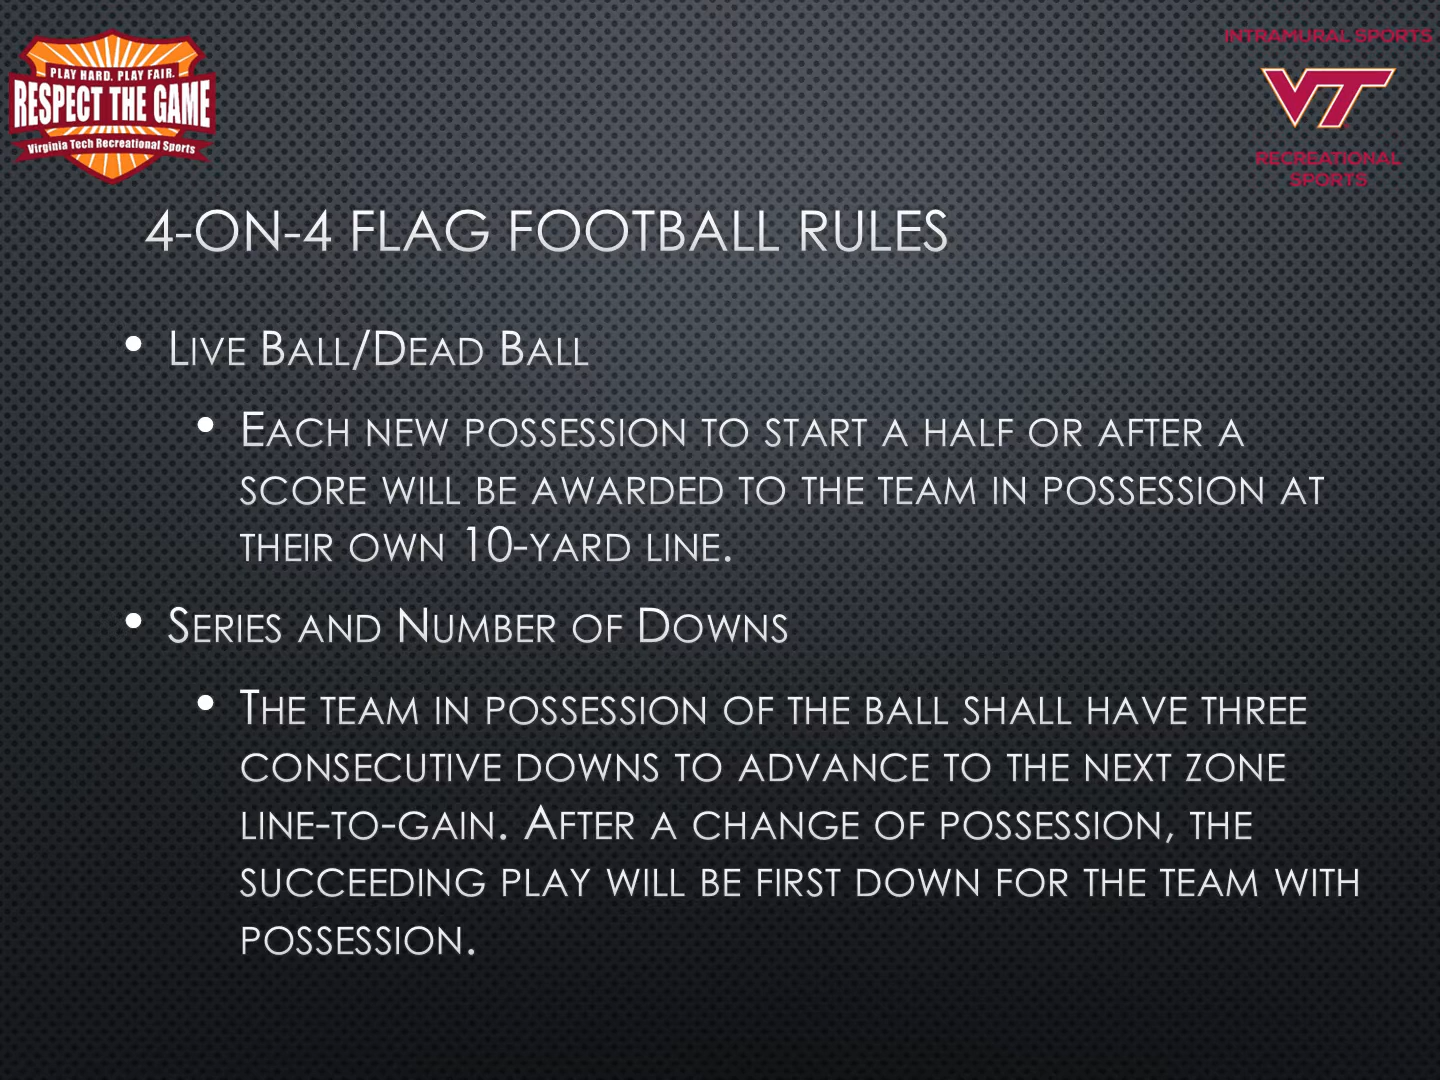 PLAY HARD. PLAY FAIR.
RESPECT THE GAME
Virginia Tech Recreational Sports
INTRAMURAL SPORTS
VT
RECREATIONAL
SPORTS
4-ON-4 FLAG FOOTBALL RULES
• LIVE BALL/DEAD BALL
• EACH NEW POSSESSION TO START A HALF OR AFTER A
SCORE WILL BE AWARDED TO THE TEAM IN POSSESSION AT
THEIR OWN 10-YARD LINE.
• SERIES AND NUMBER OF DOWNS
• THE TEAM IN POSSESSION OF THE BALL SHALL HAVE THREE
CONSECUTIVE DOWNS TO ADVANCE TO THE NEXT ZONE
LINE-TO-GAIN. AFTER A CHANGE OF POSSESSION, THE
SUCCEEDING PLAY WILL BE FIRST DOWN FOR THE TEAM WITH
POSSESSION.